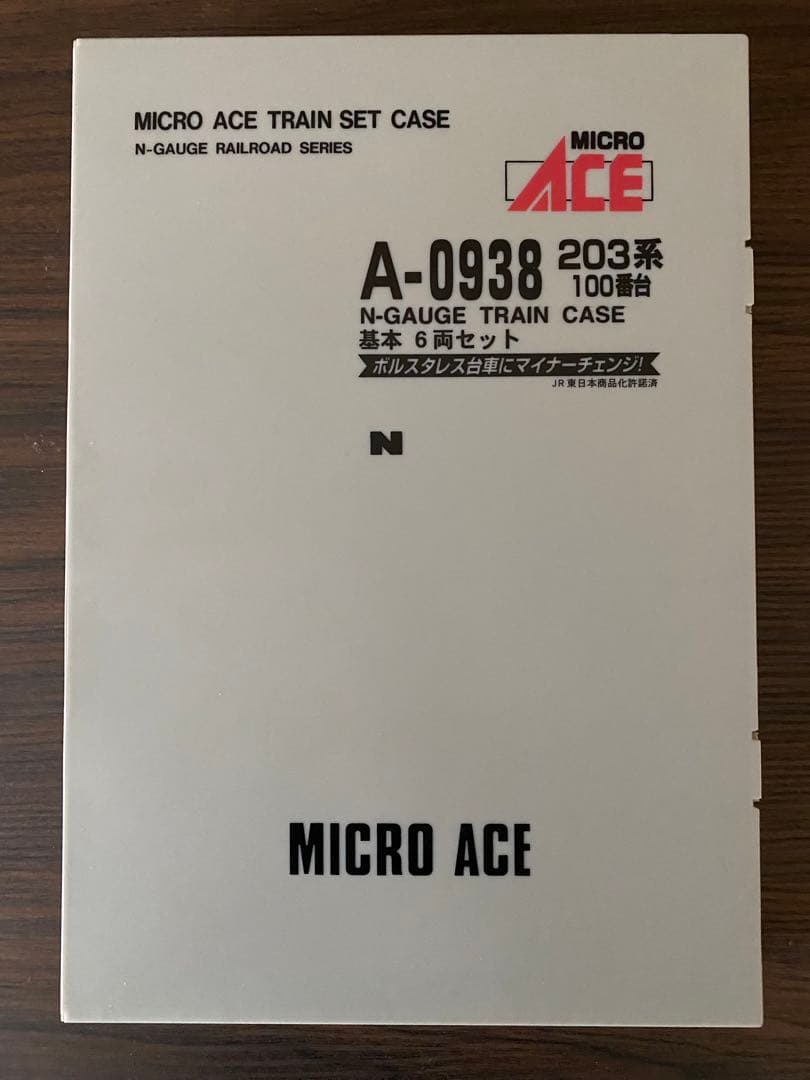 MICRO ACE TRAIN SET CASE
N-GAUGE RAILROAD SERIES
MICRO
ACE
A-0938 203系
100番台
N-GAUGE TRAIN CASE
基本 6両セット
ボルスタレス台車にマイナーチェンジ!
JR東日本商品化許諾済
N
MICRO ACE